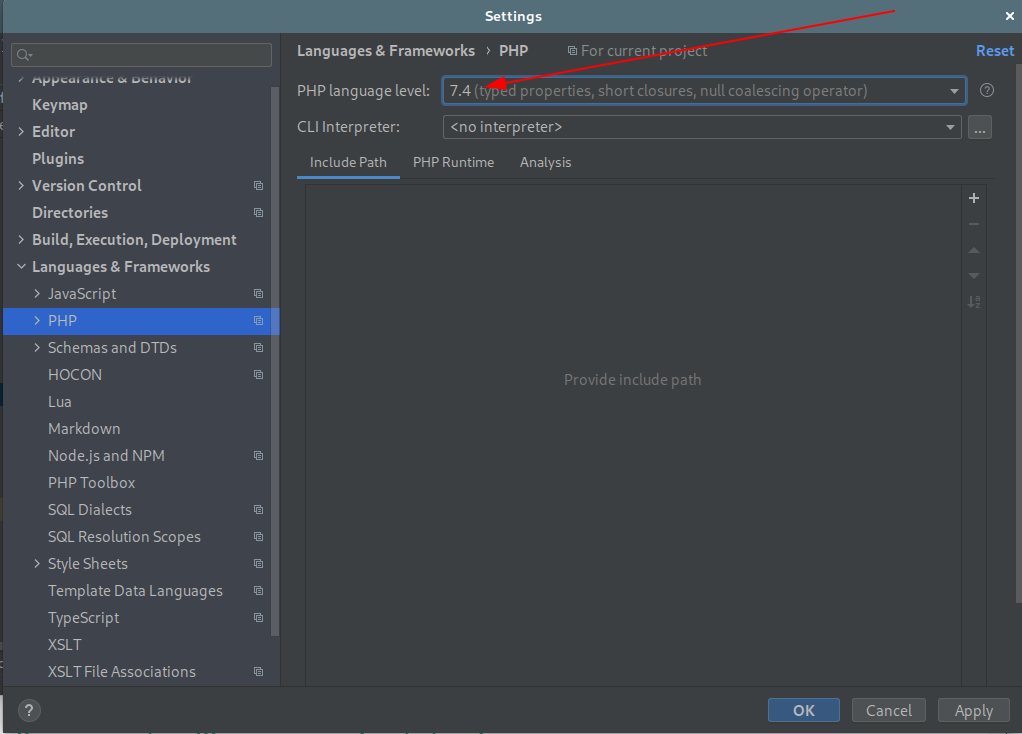 Settings
Languages & Frameworks › PHP
For current project
Reset
Appearance & Behavior
Keymap
Editor
Plugins
Version Control
Directories
Build, Execution, Deployment
Languages & Frameworks
JavaScript
PHP
Schemas and DTDs
HOCON
Lua
Markdown
Node.js and NPM
PHP Toolbox
SQL Dialects
SQL Resolution Scopes
Style Sheets
Template Data Languages
TypeScript
XSLT
XSLT File Associations
PHP language level: 7.4 (typed properties, short closures, null coalescing operator)
CLI Interpreter: <no interpreter> ...
Include Path PHP Runtime Analysis
Provide include path
? OK Cancel Apply